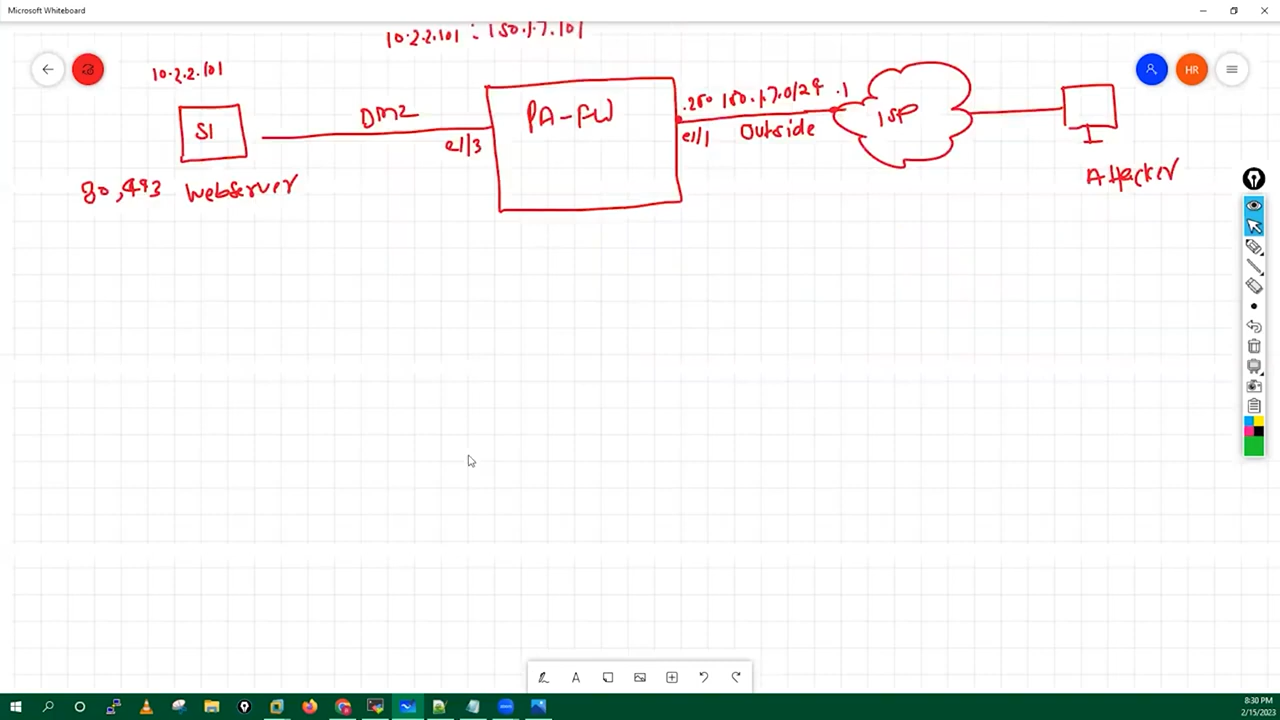 Microsoft Whiteboard
10.2.2.101 : 150.1.7.101
10.2.2.101
S1
80,443 Webserver
DMZ
e1/3
PA-FW
.250 150.1.7.0/24 .1
e1/1 Outside
ISP
Attacker
HR
A
8:30 PM
2/15/2023